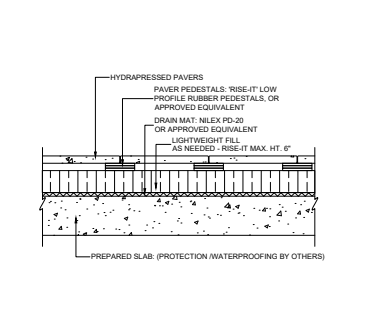 HYDRAPRESSED PAVERS
PAVER PEDESTALS: 'RISE-IT' LOW
PROFILE RUBBER PEDESTALS, OR
APPROVED EQUIVALENT
DRAIN MAT: NILEX PD-20
OR APPROVED EQUIVALENT
LIGHTWEIGHT FILL
AS NEEDED - RISE-IT MAX. HT. 6"
PREPARED SLAB: (PROTECTION /WATERPROOFING BY OTHERS)